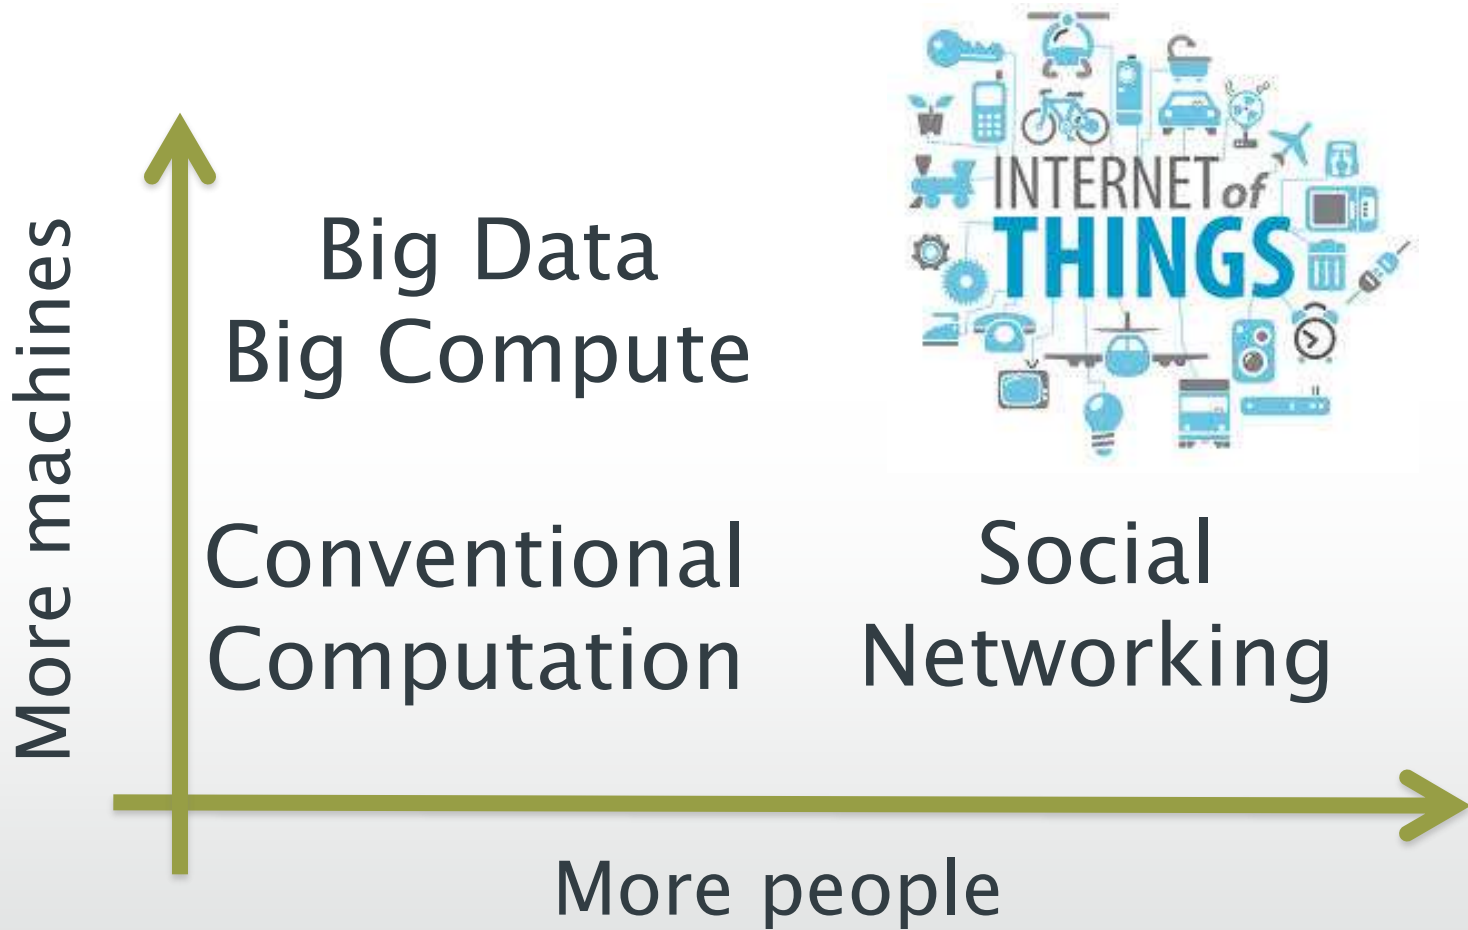 INTERNET of
THINGS
Big Data
Big Compute
More machines
Conventional
Computation
Social
Networking
More people